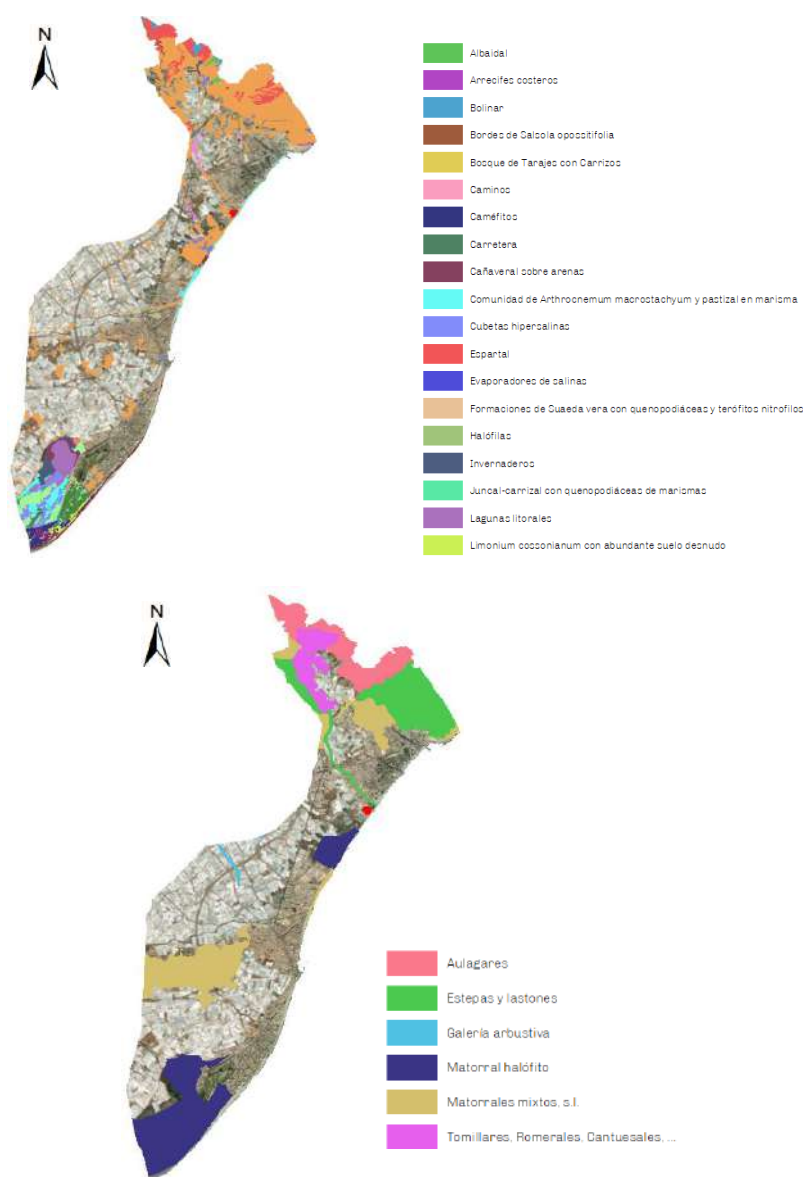 N
Albaidal
Arrecifes costeros
Bolinar
Bordes de Salsola opossitifolia
Bosque de Tarajes con Carrizos
Caminos
Caméfitos
Carretera
Cañaveral sobre arenas
Comunidad de Arthrocnemum macrostachyum y pastizal en marisma
Cubetas hipersalinas
Espartal
Evaporadores de salinas
Formaciones de Suaeda vera con quenopodiáceas y terófitos nitrofilos
Halófilas
Invernaderos
Juncal-carrizal con quenopodiáceas de marismas
Lagunas litorales
Limonium cossonianum con abundante suelo desnudo
N
Aulagares
Estepas y lastones
Galería arbustiva
Matorral halófito
Matorrales mixtos, s.l.
Tomillares, Romerales, Cantuesales, ...